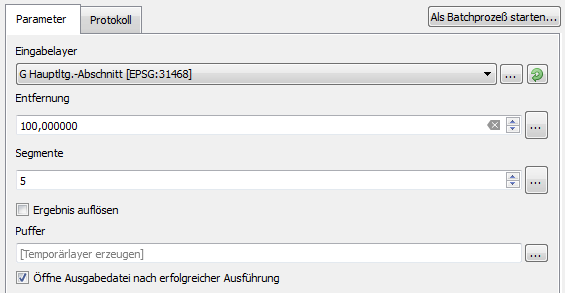 Parameter
Protokoll
Als Batchprozeß starten...
Eingabelayer
G Hauptltg.-Abschnitt [EPSG:31468]
...
Entfernung
100,000000
...
Segmente
5
...
Ergebnis auflösen
Puffer
[Temporärlayer erzeugen]
...
Öffne Ausgabedatei nach erfolgreicher Ausführung